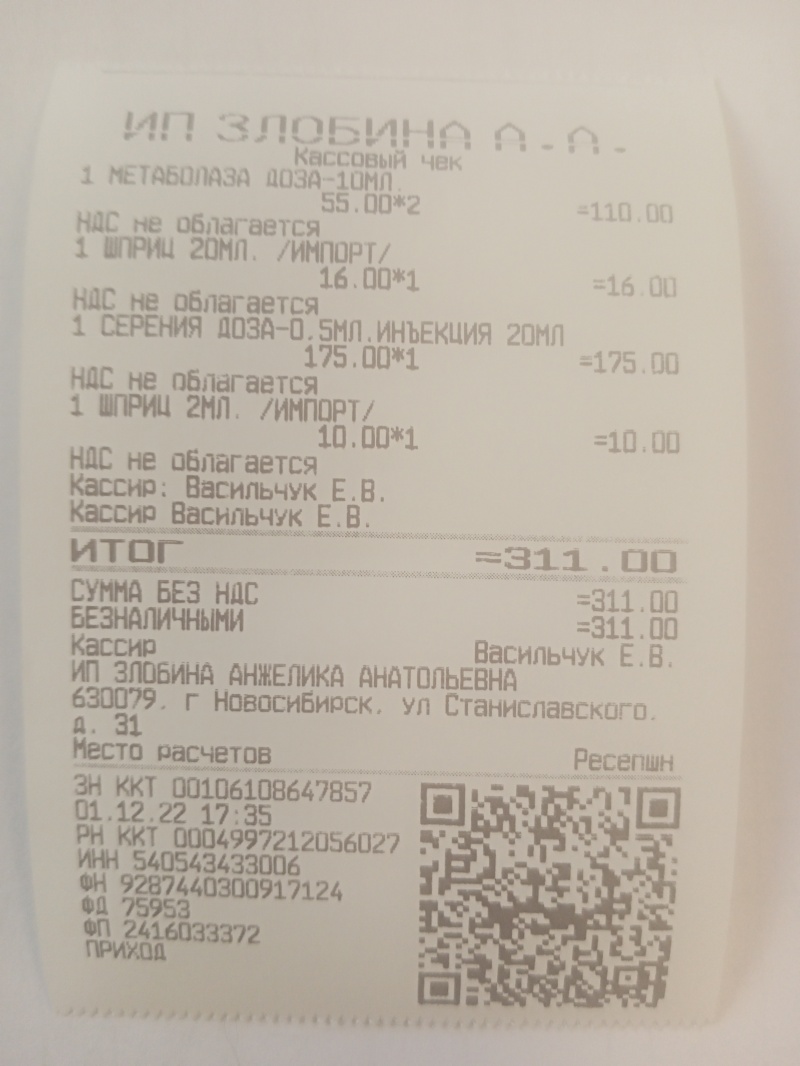 ИП ЗЛОБИНА А.А.
Кассовый чек
1 МЕТАБОЛАЗА ДОЗА-10МЛ.
55.00*2 =110.00
НДС не облагается
1 ШПРИЦ 20МЛ. /ИМПОРТ/
16.00*1 =16.00
НДС не облагается
1 СЕРЕНИЯ ДОЗА-0.5МЛ.ИНЪЕКЦИЯ 20МЛ
175.00*1 =175.00
НДС не облагается
1 ШПРИЦ 2МЛ. /ИМПОРТ/
10.00*1 =10.00
НДС не облагается
Кассир: Васильчук Е.В.
Кассир Васильчук Е.В.
ИТОГ =311.00
СУММА БЕЗ НДС =311.00
БЕЗНАЛИЧНЫМИ =311.00
Кассир Васильчук Е.В.
ИП ЗЛОБИНА АНЖЕЛИКА АНАТОЛЬЕВНА
630079. г Новосибирск. ул Станиславского.
д. 31
Место расчетов Ресепшн
ЗН ККТ 00106108647857
01.12.22 17:35
РН ККТ 0004997212056027
ИНН 540543433006
ФН 9287440300917124
ФД 75953
ФП 2416033372
ПРИХОД